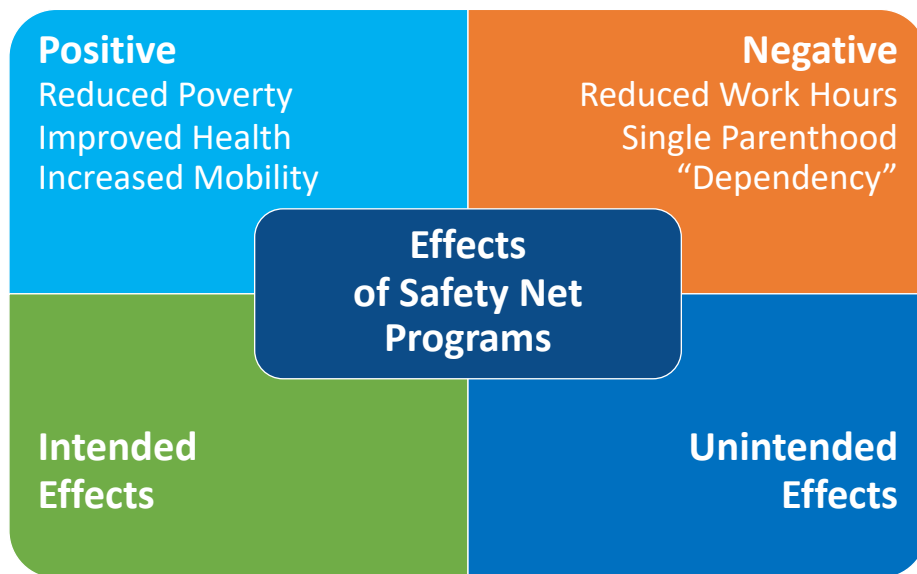 Positive
Reduced Poverty
Improved Health
Increased Mobility
Negative
Reduced Work Hours
Single Parenthood
“Dependency”
Effects
of Safety Net
Programs
Intended
Effects
Unintended
Effects